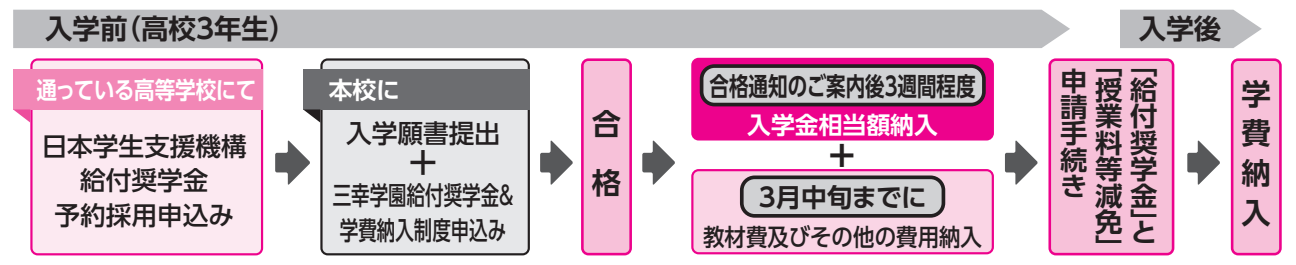 入学前(高校3年生)
入学後
通っている高等学校にて
日本学生支援機構
給付奨学金
予約採用申込み
本校に
入学願書提出
＋
三幸学園給付奨学金&
学費納入制度申込み
合格
合格通知のご案内後3週間程度
入学金相当額納入
＋
3月中旬までに
教材費及びその他の費用納入
「給付奨学金」と
「授業料等減免」
申請手続き
学費納入